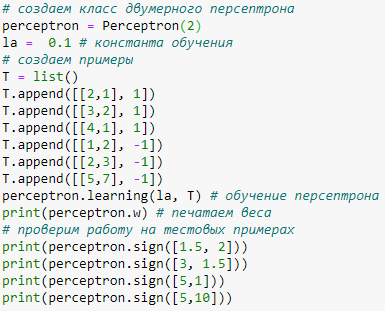 # создаем класс двумерного персептрона
perceptron = Perceptron(2)
la =  0.1 # константа обучения
# создаем примеры
T = list()
T.append([[2,1], 1])
T.append([[3,2], 1])
T.append([[4,1], 1])
T.append([[1,2], -1])
T.append([[2,3], -1])
T.append([[5,7], -1])
perceptron.learning(la, T) # обучение персептрона
print(perceptron.w) # печатаем веса
# проверим работу на тестовых примерах
print(perceptron.sign([1.5, 2]))
print(perceptron.sign([3, 1.5]))
print(perceptron.sign([5,1]))
print(perceptron.sign([5,10]))